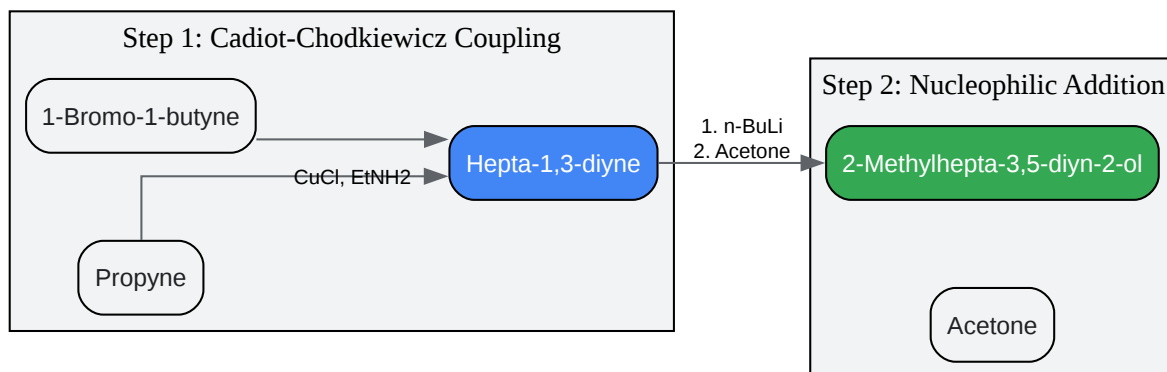 Step 1: Cadiot-Chodkiewicz Coupling
1-Bromo-1-butyne
Propyne
CuCl, EtNH2
Hepta-1,3-diyne
1. n-BuLi
2. Acetone
Step 2: Nucleophilic Addition
2-Methylhepta-3,5-diyn-2-ol
Acetone